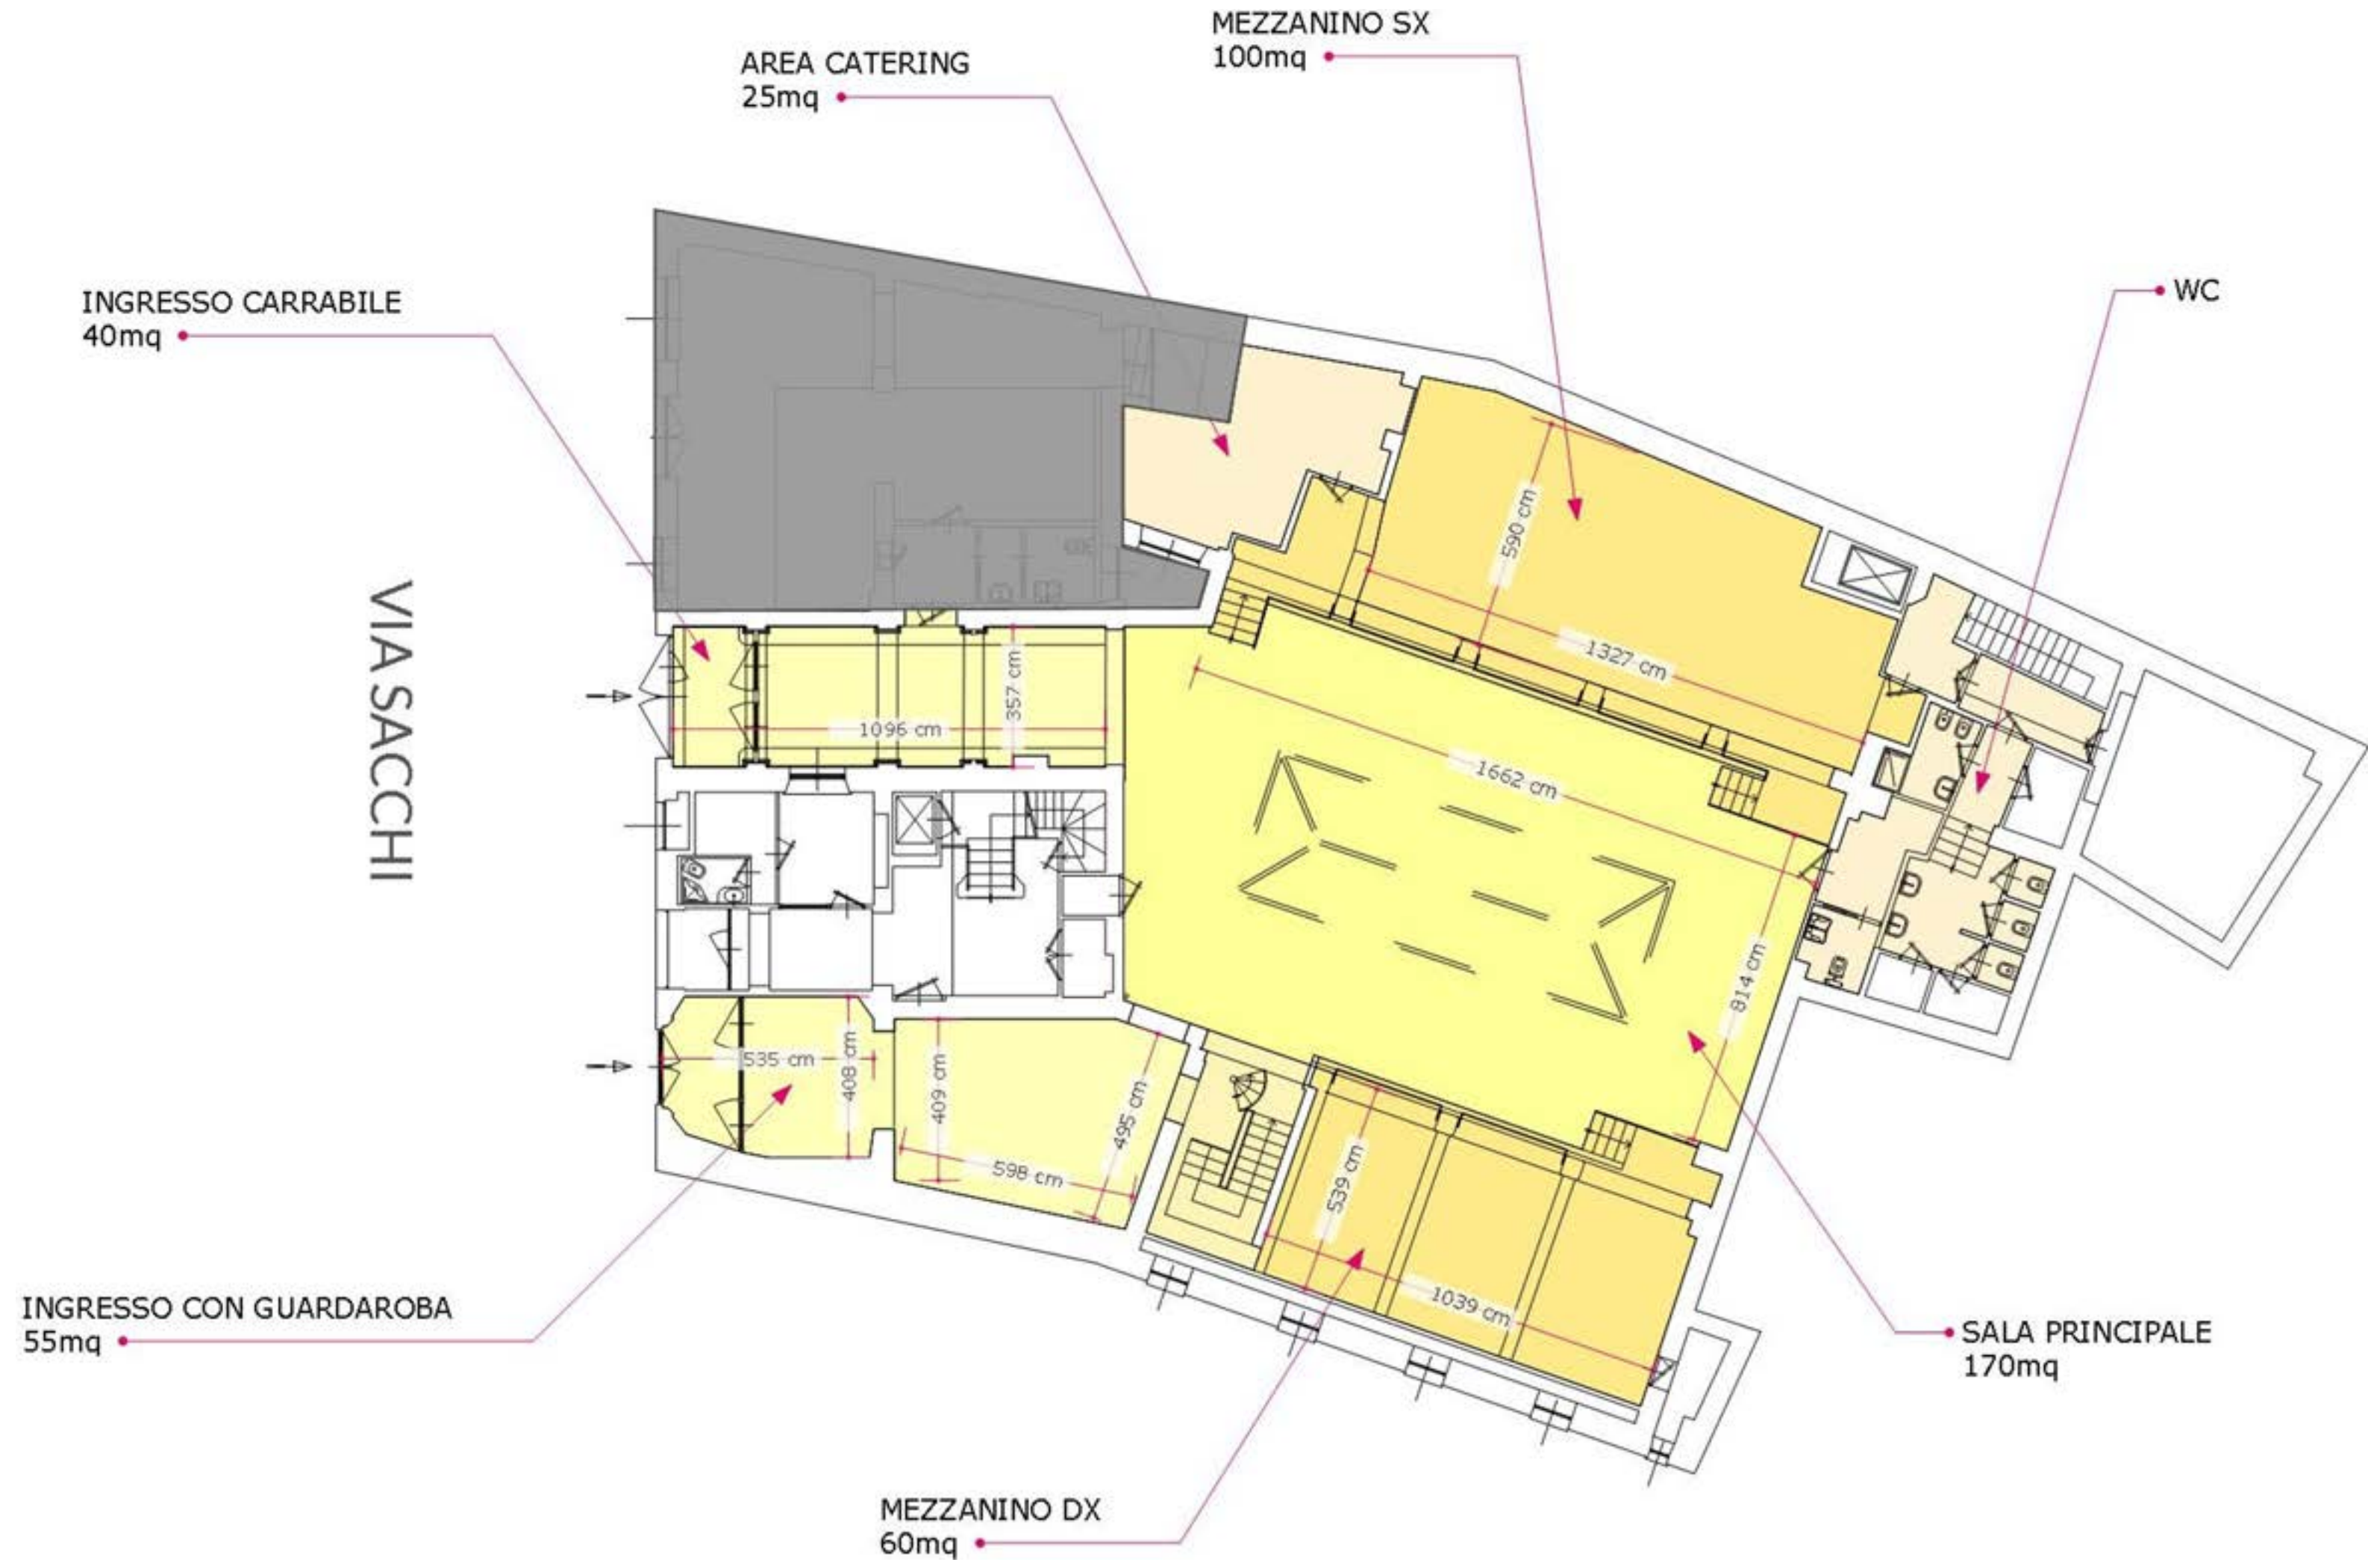 MEZZANINO SX
100mq
AREA CATERING
25mq
WC
INGRESSO CARRABILE
40mq
VIA SACCHI
590 cm
1327 cm
357 cm
1096 cm
1662 cm
814 cm
535 cm
408 cm
409 cm
495 cm
598 cm
539 cm
1039 cm
INGRESSO CON GUARDAROBA
55mq
SALA PRINCIPALE
170mq
MEZZANINO DX
60mq